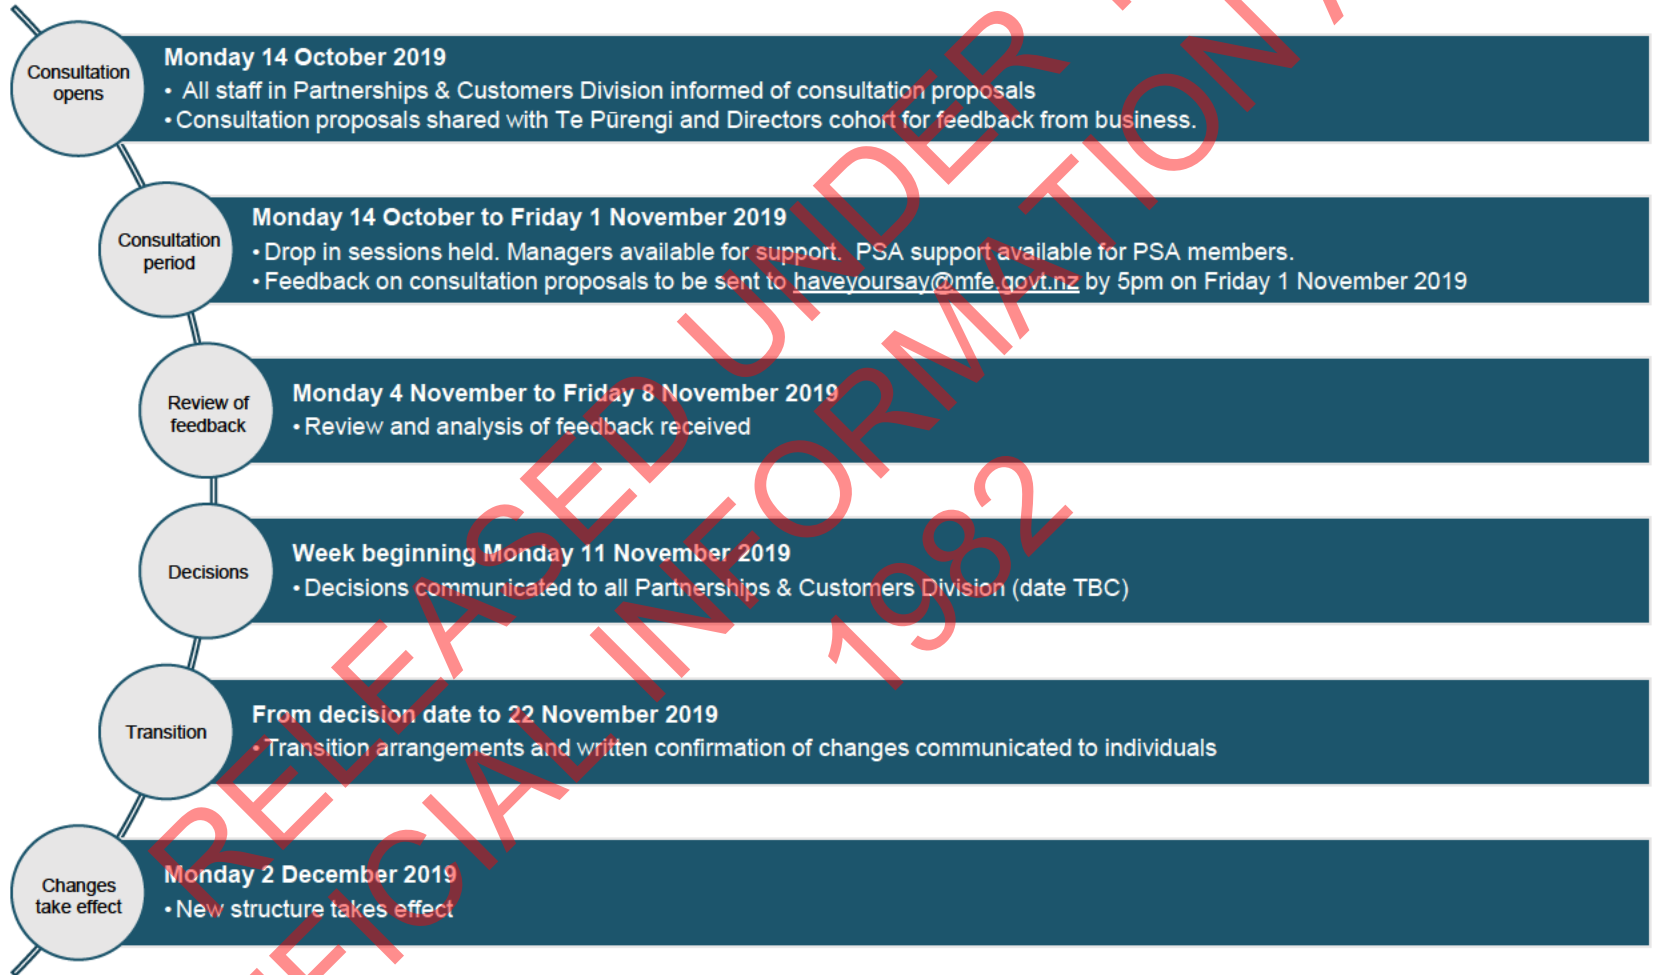 Consultation
opens
Monday 14 October 2019
• All staff in Partnerships & Customers Division informed of consultation proposals
• Consultation proposals shared with Te Pūrengi and Directors cohort for feedback from business.
Consultation
period
Monday 14 October to Friday 1 November 2019
• Drop in sessions held. Managers available for support. PSA support available for PSA members.
• Feedback on consultation proposals to be sent to haveyoursay@mfe.govt.nz by 5pm on Friday 1 November 2019
Review of
feedback
Monday 4 November to Friday 8 November 2019
• Review and analysis of feedback received
Decisions
Week beginning Monday 11 November 2019
• Decisions communicated to all Partnerships & Customers Division (date TBC)
Transition
From decision date to 22 November 2019
• Transition arrangements and written confirmation of changes communicated to individuals
Changes
take effect
Monday 2 December 2019
• New structure takes effect
RELEASED UNDER
INFORMATION
1982